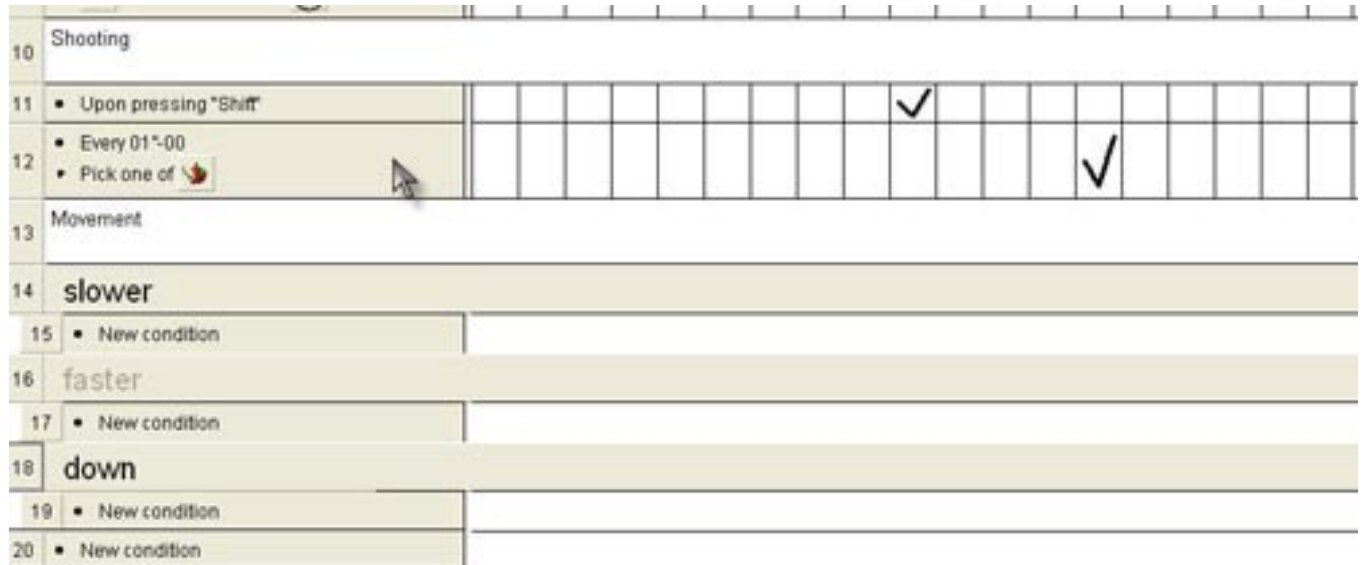 10 Shooting
11 • Upon pressing "Shift"
12 • Every 01"-00
• Pick one of
13 Movement
14 slower
15 • New condition
16 faster
17 • New condition
18 down
19 • New condition
20 • New condition